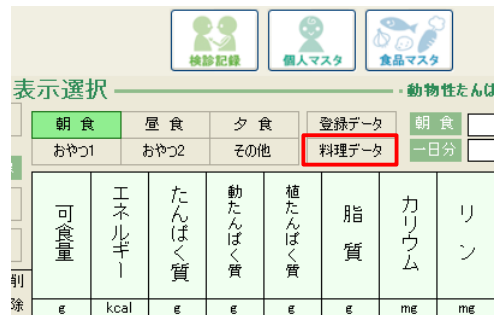 検診記録 個人マスタ 食品マスタ
表示選択 動物性たんぱ
朝 食 昼 食 夕 食 登録データ 朝 食
おやつ1 おやつ2 その他 料理データ 一日分
可食量 エネルギー たんぱく質 動たんぱく質 植たんぱく質 脂質 カリウム リン
削
除 g kcal g g g g mg mg